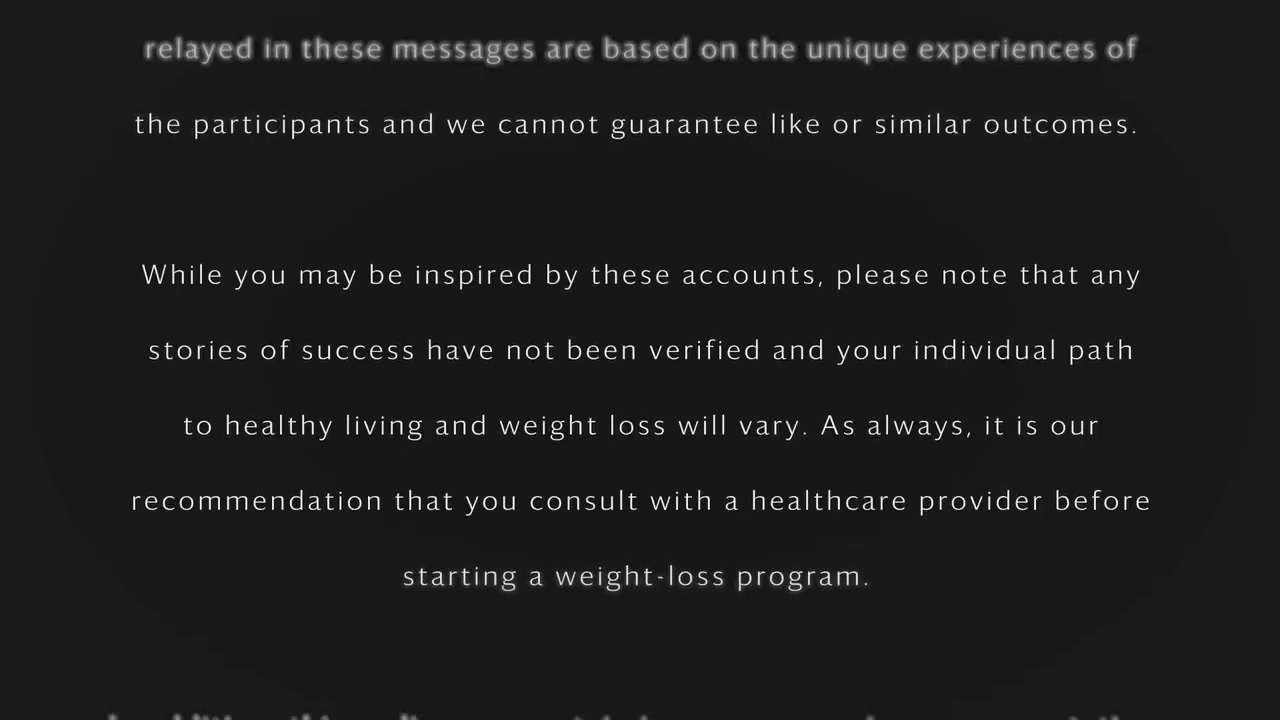 relayed in these messages are based on the unique experiences of
the participants and we cannot guarantee like or similar outcomes.
While you may be inspired by these accounts, please note that any
stories of success have not been verified and your individual path
to healthy living and weight loss will vary. As always, it is our
recommendation that you consult with a healthcare provider before
starting a weight-loss program.